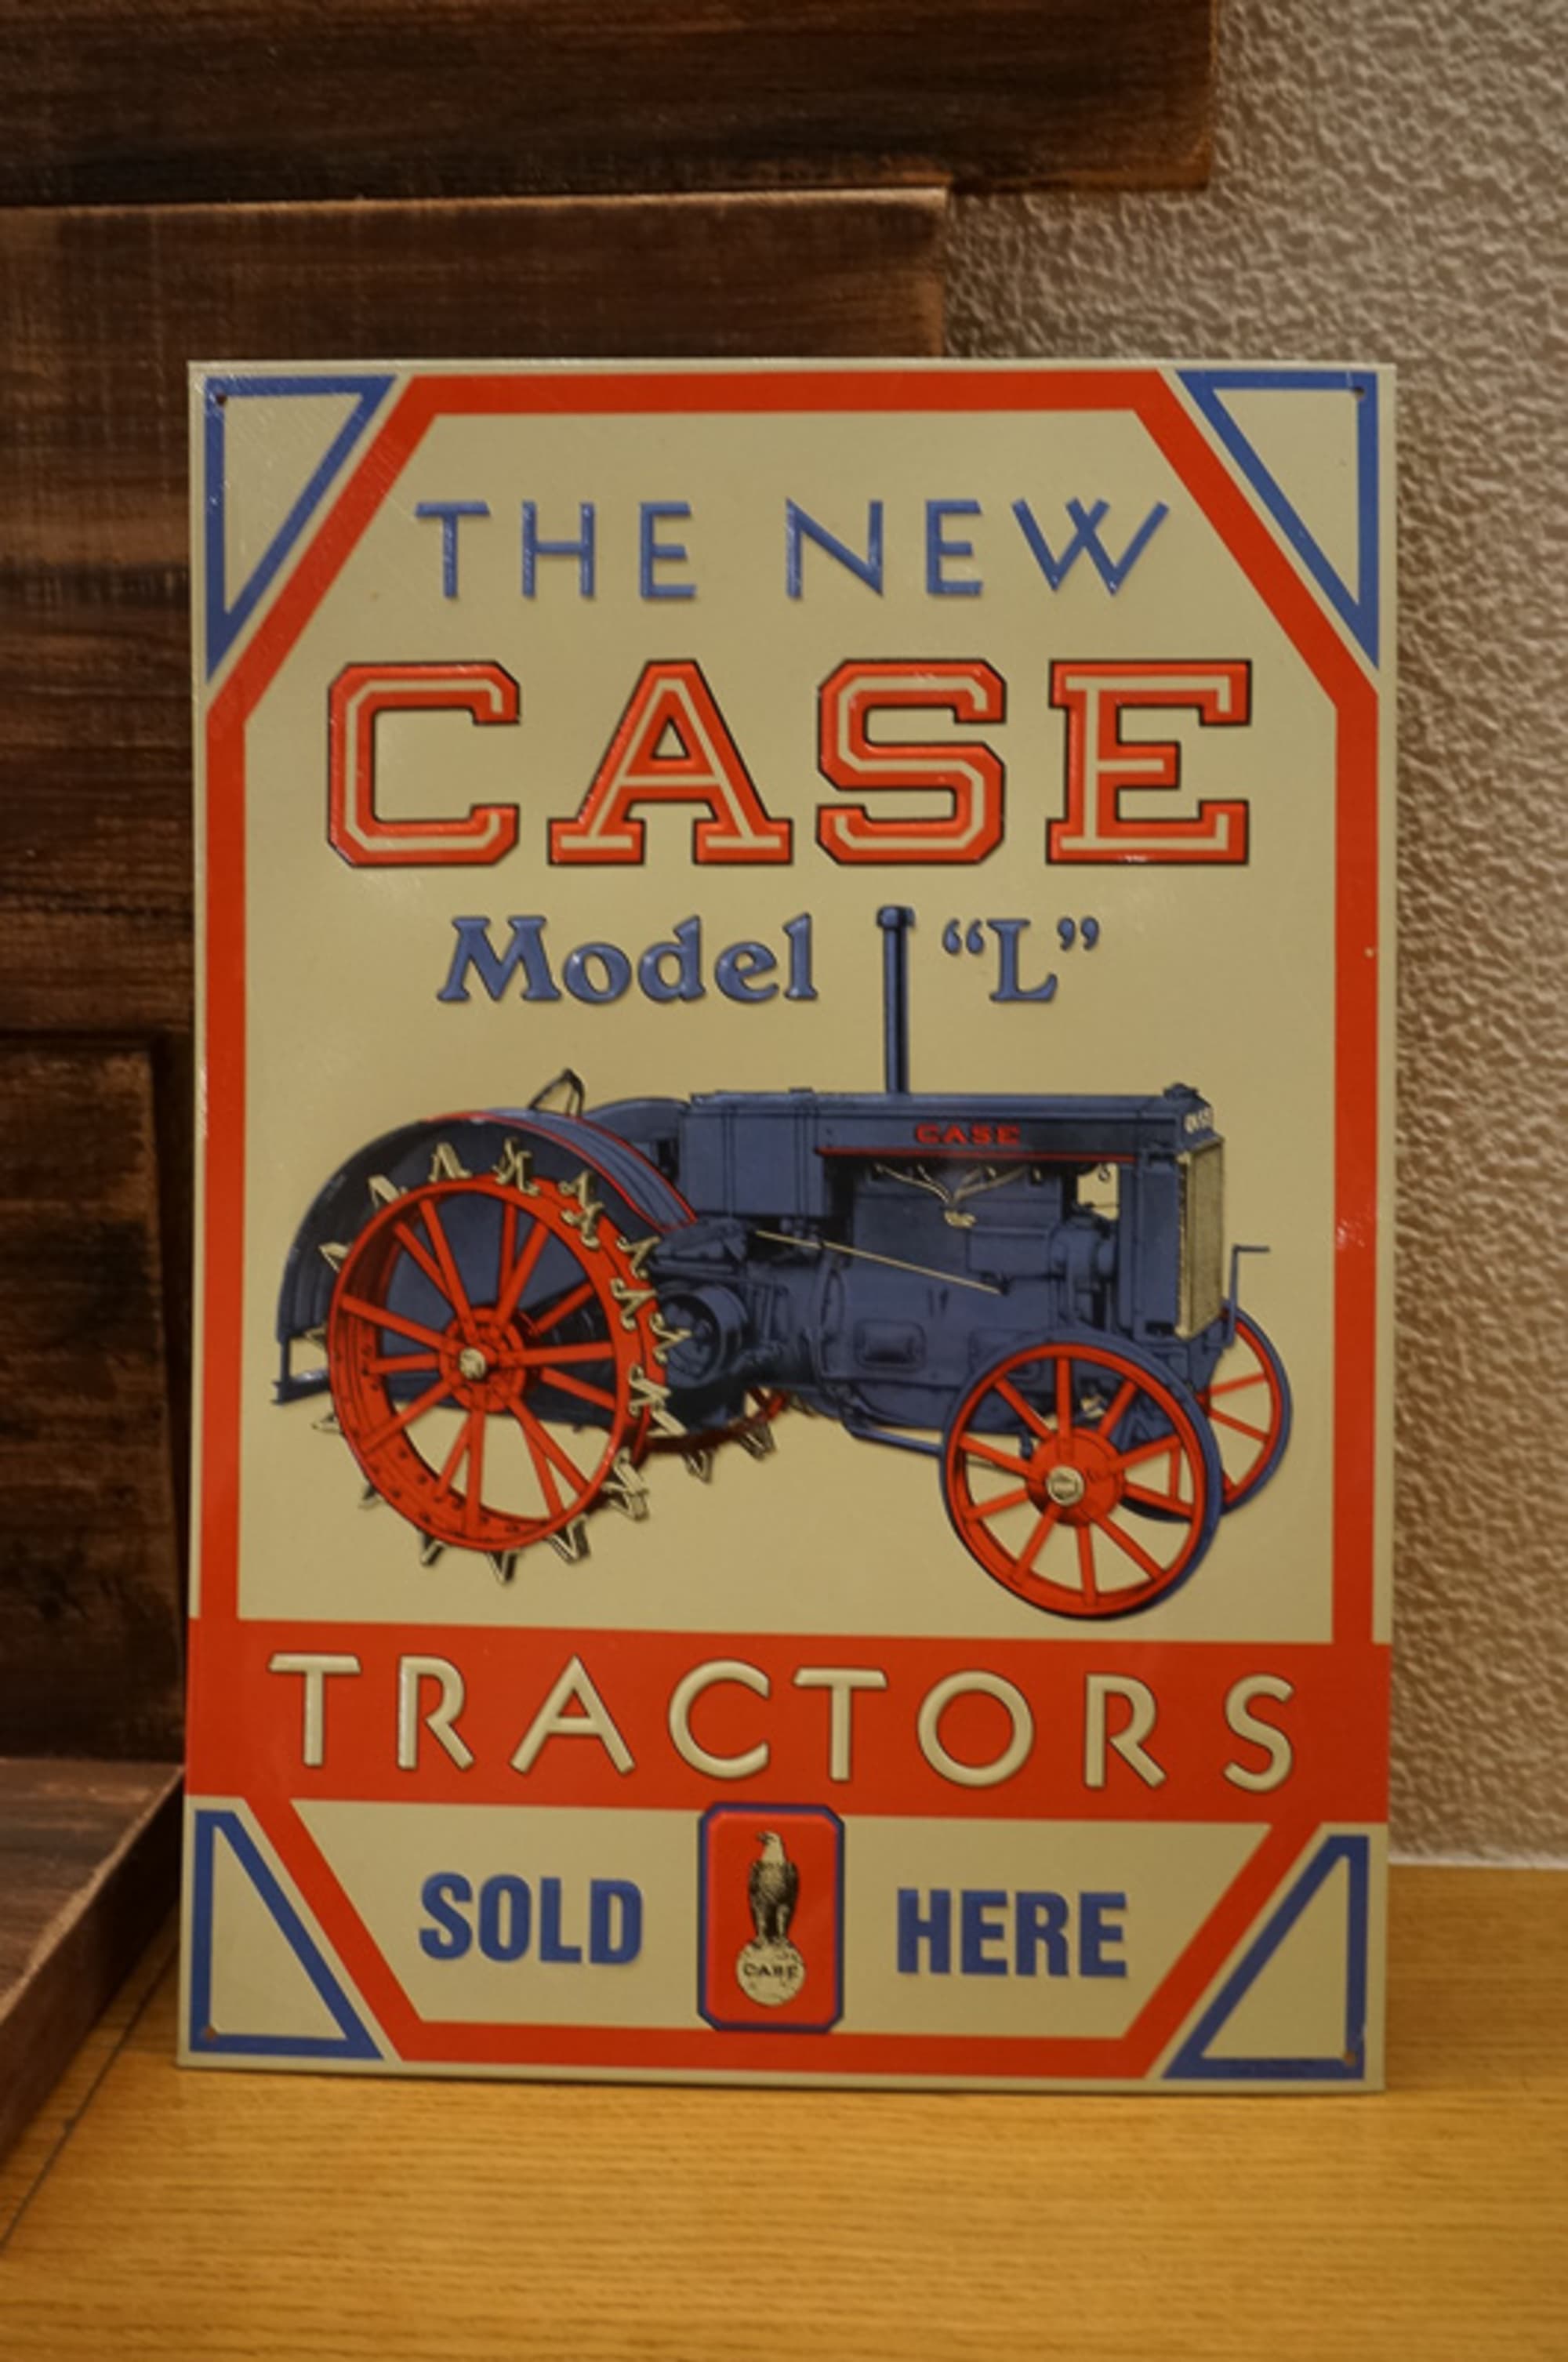 THE NEW
CASE
Model “L”
CASE
TRACTORS
SOLD HERE
CASE